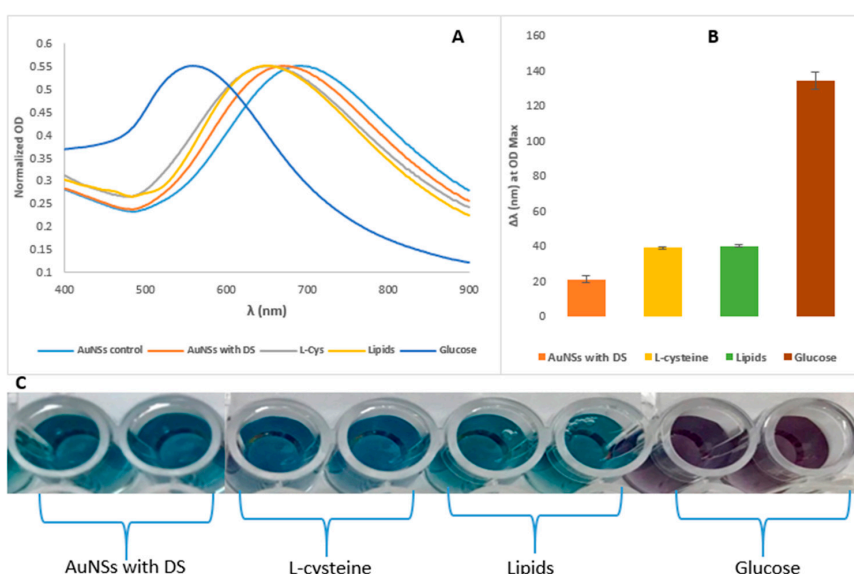 A
Normalized OD
0.6
0.55
0.5
0.45
0.4
0.35
0.3
0.25
0.2
0.15
0.1
400 500 600 700 800 900
λ (nm)
AuNSs control AuNSs with DS L-Cys Lipids Glucose
B
Δλ (nm) at OD Max
160
140
120
100
80
60
40
20
0
AuNSs with DS L-cysteine Lipids Glucose
C
AuNSs with DS L-cysteine Lipids Glucose